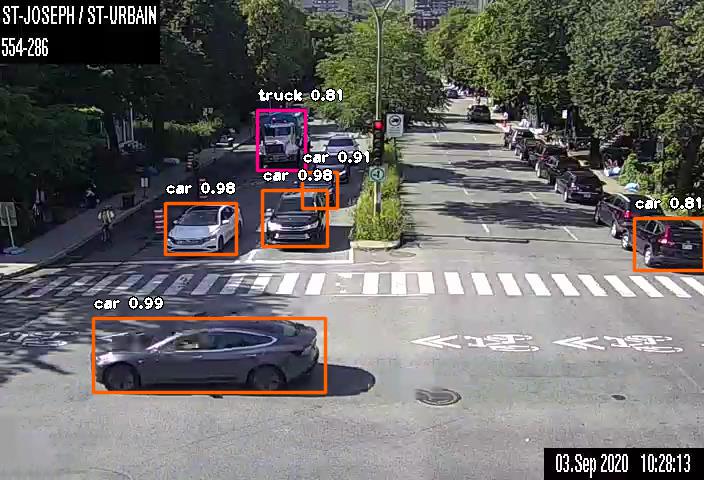 ST-JOSEPH / ST-URBAIN
554-286
truck 0.81
car 0.91
car 0.98
car 0.98
car 0.81
car 0.99
03.Sep 2020 10:28:13